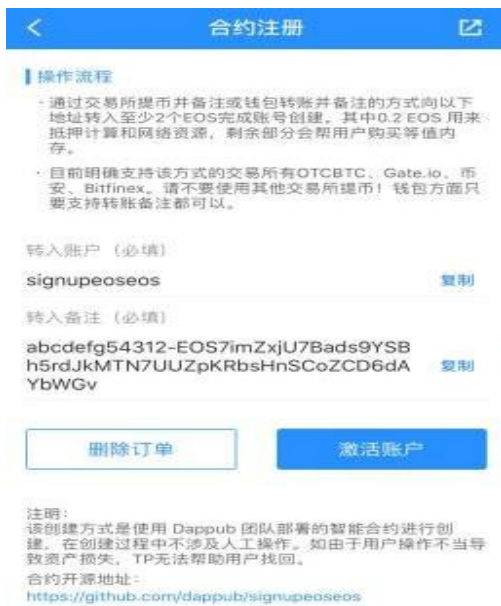 合约注册
操作流程
· 通过交易所提币并备注或钱包转账并备注的方式向以下
地址转入至少2个EOS完成账号创建。其中0.2 EOS 用来
抵押计算和网络资源，剩余部分会帮用户购买等值内
存。
· 目前明确支持该方式的交易所有OTCBTC、Gate.io、币
安、Bitfinex。请不要使用其他交易所提币！钱包方面只
要支持转账备注都可以。
转入账户（必填）
signupeoseos 复制
转入备注（必填）
abcdefg54312-EOS7imZxjU7Bads9YSB
h5rdJkMTN7UUZpKRbsHnSCoZCD6dA 复制
YbWGv
删除订单 激活账户
注明：
该创建方式是使用 Dappub 团队部署的智能合约进行创
建，在创建过程中不涉及人工操作。如由于用户操作不当导
致资产损失，TP无法帮助用户找回。
合约开源地址：
https://github.com/dappub/signupeoseos